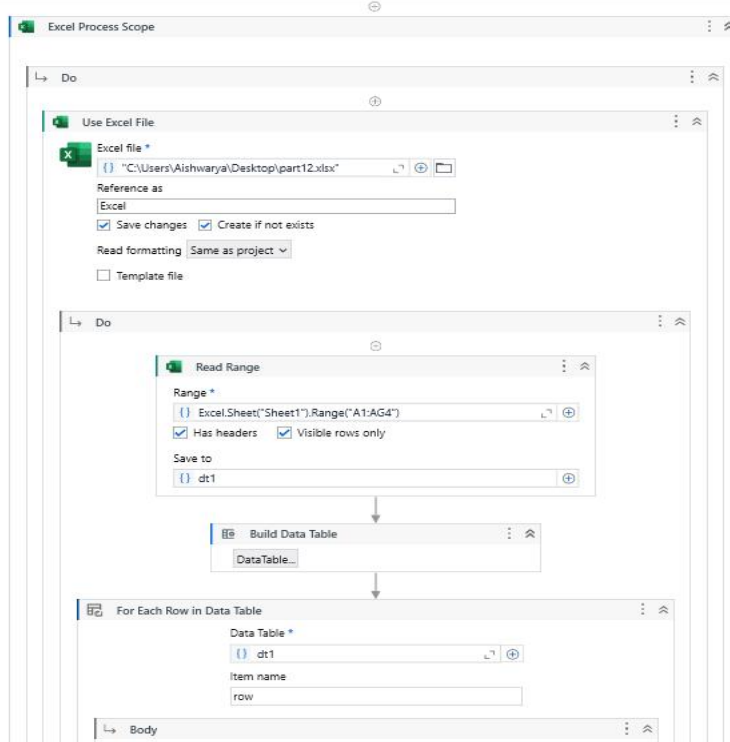 Excel Process Scope
Do
Use Excel File
Excel file *
"C:\Users\Aishwarya\Desktop\part12.xlsx"
Reference as
Excel
Save changes Create if not exists
Read formatting Same as project
Template file
Do
Read Range
Range *
Excel.Sheet("Sheet1").Range("A1:AG4")
Has headers Visible rows only
Save to
dt1
Build Data Table
DataTable...
For Each Row in Data Table
Data Table *
dt1
Item name
row
Body